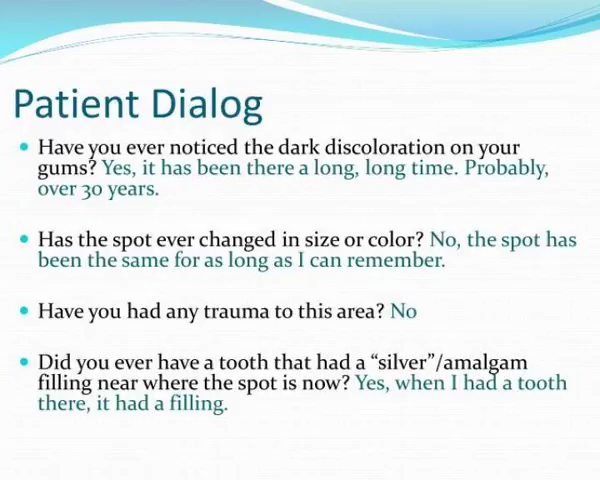 Patient Dialog
• Have you ever noticed the dark discoloration on your
gums? Yes, it has been there a long, long time. Probably,
over 30 years.
• Has the spot ever changed in size or color? No, the spot has
been the same for as long as I can remember.
• Have you had any trauma to this area? No
• Did you ever have a tooth that had a “silver”/amalgam
filling near where the spot is now? Yes, when I had a tooth
there, it had a filling.